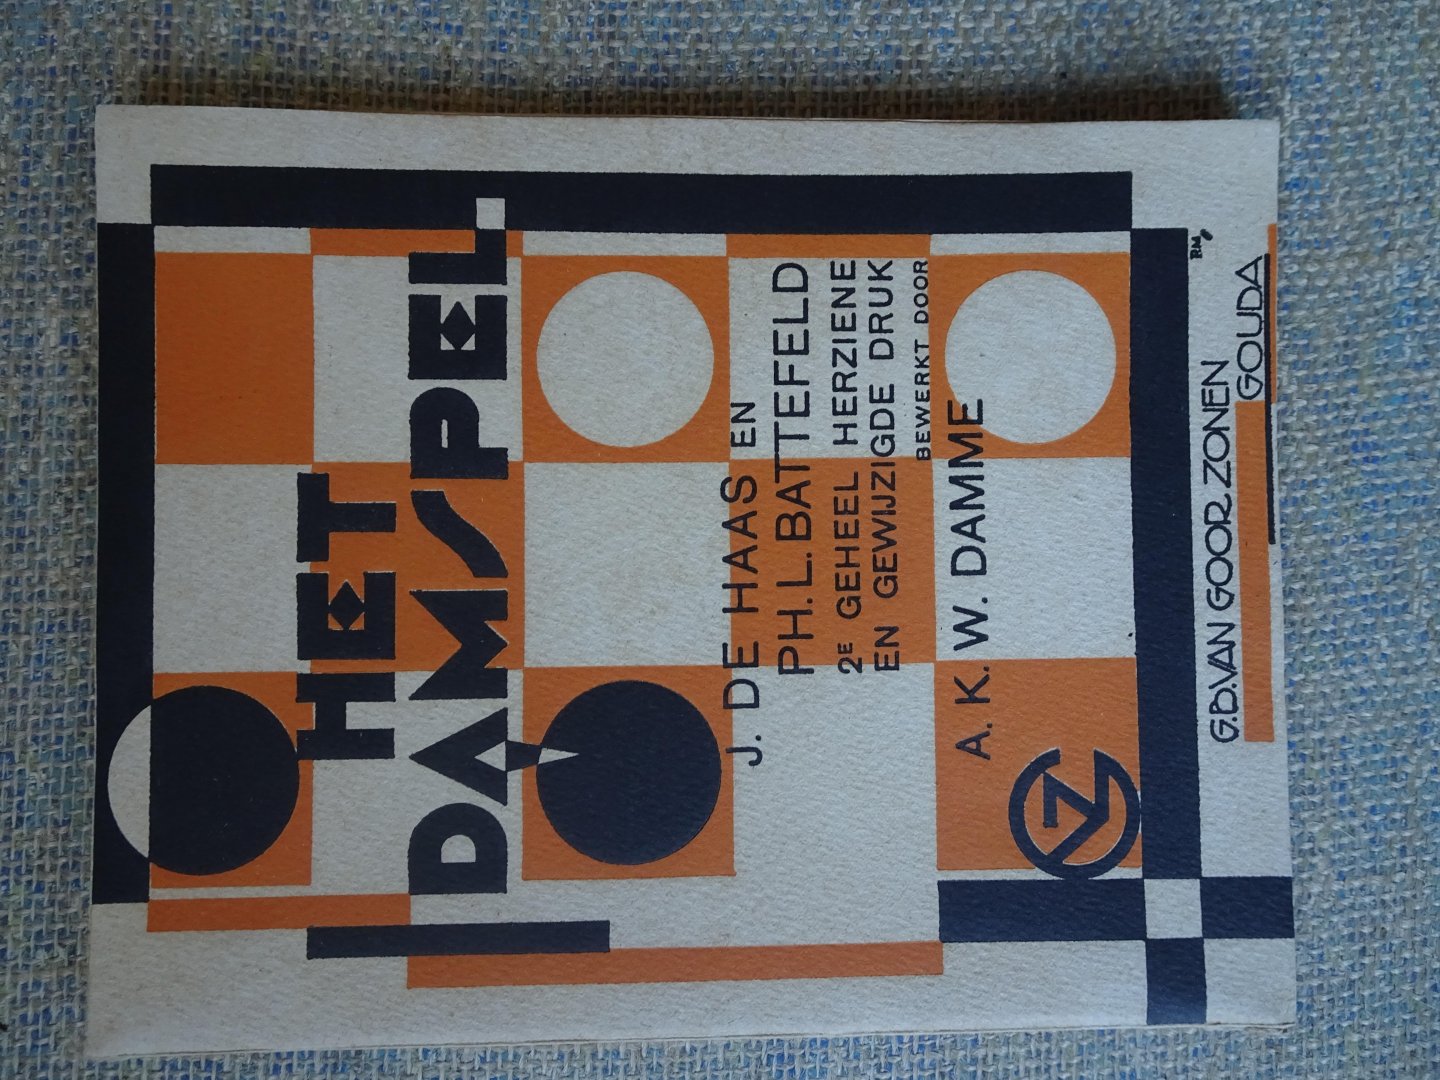 HET
DAMSPEL.
J. DE HAAS EN
PH. L. BATTEFELD
2E GEHEEL HERZIENE
EN GEWIJZIGDE DRUK
BEWERKT DOOR
A. K. W. DAMME
RM,
G.B. VAN GOOR ZONEN
GOUDA